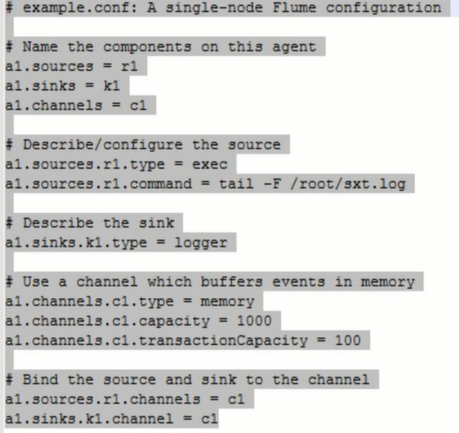 # example.conf: A single-node Flume configuration
# Name the components on this agent
a1.sources = r1
a1.sinks = k1
a1.channels = c1
# Describe/configure the source
a1.sources.r1.type = exec
a1.sources.r1.command = tail -F /root/sxt.log
# Describe the sink
a1.sinks.k1.type = logger
# Use a channel which buffers events in memory
a1.channels.c1.type = memory
a1.channels.c1.capacity = 1000
a1.channels.c1.transactionCapacity = 100
# Bind the source and sink to the channel
a1.sources.r1.channels = c1
a1.sinks.k1.channel = c1